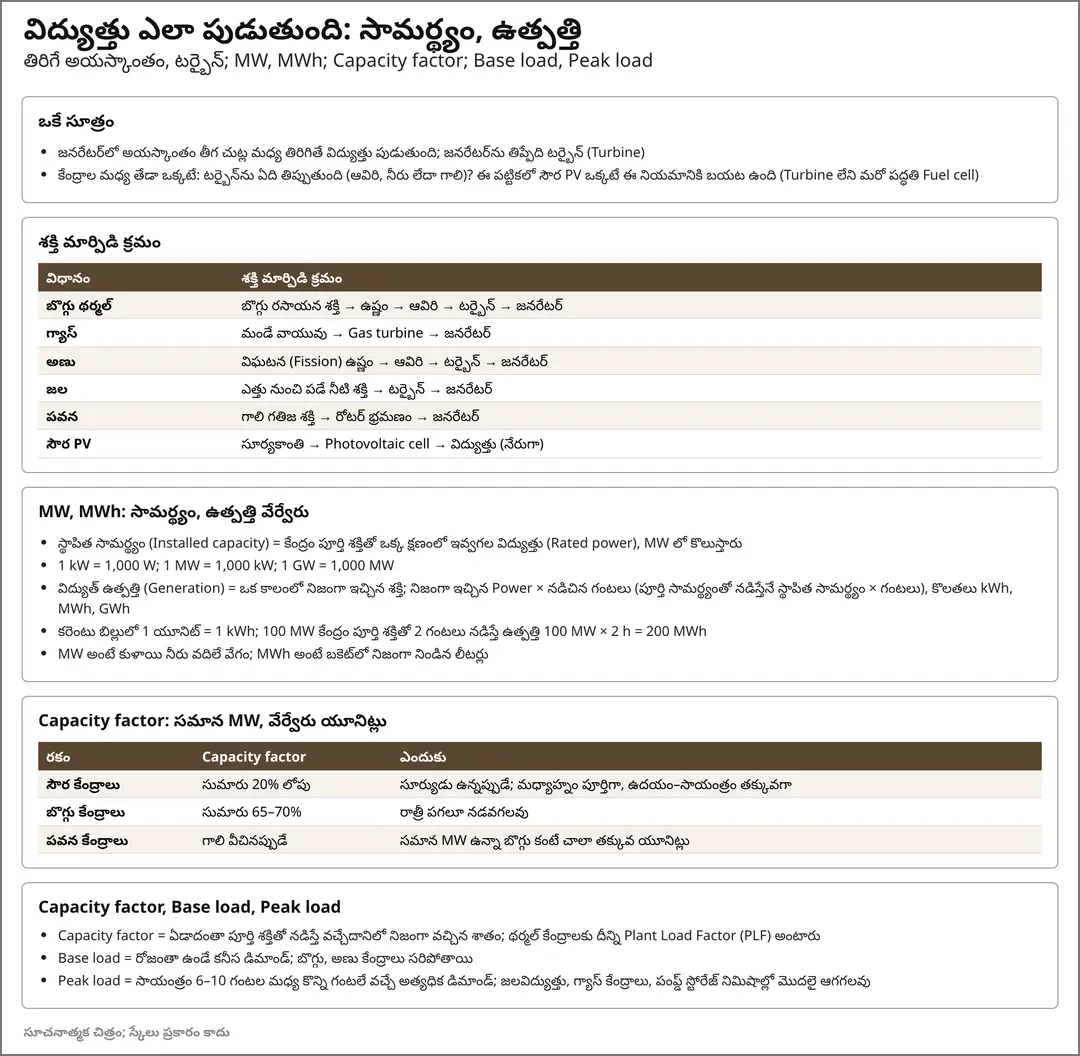 విద్యుత్తు ఎలా పుడుతుంది: సామర్థ్యం, ఉత్పత్తి
తిరిగే అయస్కాంతం, టర్బైన్; MW, MWh; Capacity factor; Base load, Peak load
ఒకే సూత్రం
• జనరేటర్‌లో అయస్కాంతం తీగ చుట్ల మధ్య తిరిగితే విద్యుత్తు పుడుతుంది; జనరేటర్‌ను తిప్పేది టర్బైన్ (Turbine)
• కేంద్రాల మధ్య తేడా ఒక్కటే: టర్బైన్‌ను ఏది తిప్పుతుంది (ఆవిరి, నీరు లేదా గాలి)? ఈ పట్టికలో సౌర PV ఒక్కటే ఈ నియమానికి బయట ఉంది (Turbine లేని మరో పద్ధతి Fuel cell)
శక్తి మార్పిడి క్రమం
విధానం శక్తి మార్పిడి క్రమం
బొగ్గు థర్మల్ బొగ్గు రసాయన శక్తి → ఉష్ణం → ఆవిరి → టర్బైన్ → జనరేటర్
గ్యాస్ మండే వాయువు → Gas turbine → జనరేటర్
అణు విఘటన (Fission) ఉష్ణం → ఆవిరి → టర్బైన్ → జనరేటర్
జల ఎత్తు నుంచి పడే నీటి శక్తి → టర్బైన్ → జనరేటర్
పవన గాలి గతిజ శక్తి → రోటర్ భ్రమణం → జనరేటర్
సౌర PV సూర్యకాంతి → Photovoltaic cell → విద్యుత్తు (నేరుగా)
MW, MWh: సామర్థ్యం, ఉత్పత్తి వేర్వేరు
• స్థాపిత సామర్థ్యం (Installed capacity) = కేంద్రం పూర్తి శక్తితో ఒక్క క్షణంలో ఇవ్వగల విద్యుత్తు (Rated power), MW లో కొలుస్తారు
• 1 kW = 1,000 W; 1 MW = 1,000 kW; 1 GW = 1,000 MW
• విద్యుత్ ఉత్పత్తి (Generation) = ఒక కాలంలో నిజంగా ఇచ్చిన శక్తి; నిజంగా ఇచ్చిన Power × నడిచిన గంటలు (పూర్తి సామర్థ్యంతో నడిస్తేనే స్థాపిత సామర్థ్యం × గంటలు), కొలతలు kWh,
MWh, GWh
• కరెంటు బిల్లులో 1 యూనిట్ = 1 kWh; 100 MW కేంద్రం పూర్తి శక్తితో 2 గంటలు నడిస్తే ఉత్పత్తి 100 MW × 2 h = 200 MWh
• MW అంటే కుళాయి నీరు వదిలే వేగం; MWh అంటే బకెట్‌లో నిజంగా నిండిన లీటర్లు
Capacity factor: సమాన MW, వేర్వేరు యూనిట్లు
రకం Capacity factor ఎందుకు
సౌర కేంద్రాలు సుమారు 20% లోపు సూర్యుడు ఉన్నప్పుడే; మధ్యాహ్నం పూర్తిగా, ఉదయం–సాయంత్రం తక్కువగా
బొగ్గు కేంద్రాలు సుమారు 65–70% రాత్రీ పగలూ నడవగలవు
పవన కేంద్రాలు గాలి వీచినప్పుడే సమాన MW ఉన్నా బొగ్గు కంటే చాలా తక్కువ యూనిట్లు
Capacity factor, Base load, Peak load
• Capacity factor = ఏడాదంతా పూర్తి శక్తితో నడిస్తే వచ్చేదానిలో నిజంగా వచ్చిన శాతం; థర్మల్ కేంద్రాలకు దీన్ని Plant Load Factor (PLF) అంటారు
• Base load = రోజంతా ఉండే కనీస డిమాండ్; బొగ్గు, అణు కేంద్రాలు సరిపోతాయి
• Peak load = సాయంత్రం 6–10 గంటల మధ్య కొన్ని గంటలే వచ్చే అత్యధిక డిమాండ్; జలవిద్యుత్తు, గ్యాస్ కేంద్రాలు, పంప్డ్ స్టోరేజ్ నిమిషాల్లో మొదలై ఆగగలవు
సూచనాత్మక చిత్రం; స్కేలు ప్రకారం కాదు